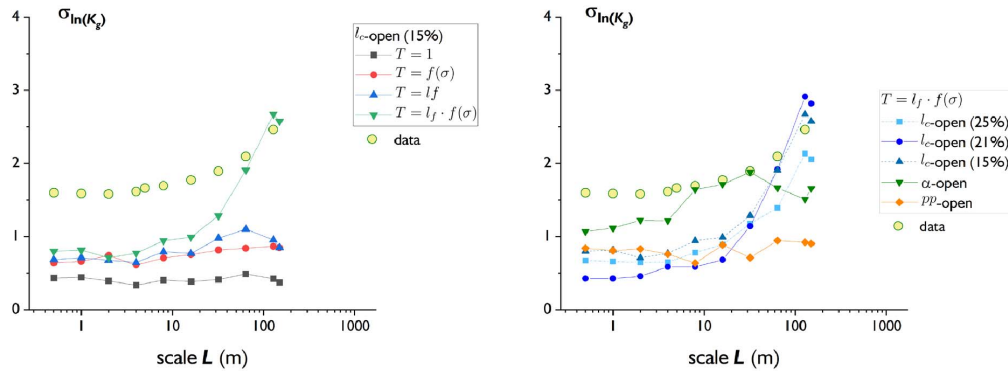 σln(Kg)
4
3
2
1
0
1
10
100
1000
scale L (m)
lc-open (15%)
T = 1
T = f(σ)
T = lf
T = lf · f(σ)
data
σln(Kg)
4
3
2
1
0
1
10
100
1000
scale L (m)
T = lf · f(σ)
lc-open (25%)
lc-open (21%)
lc-open (15%)
α-open
pp-open
data